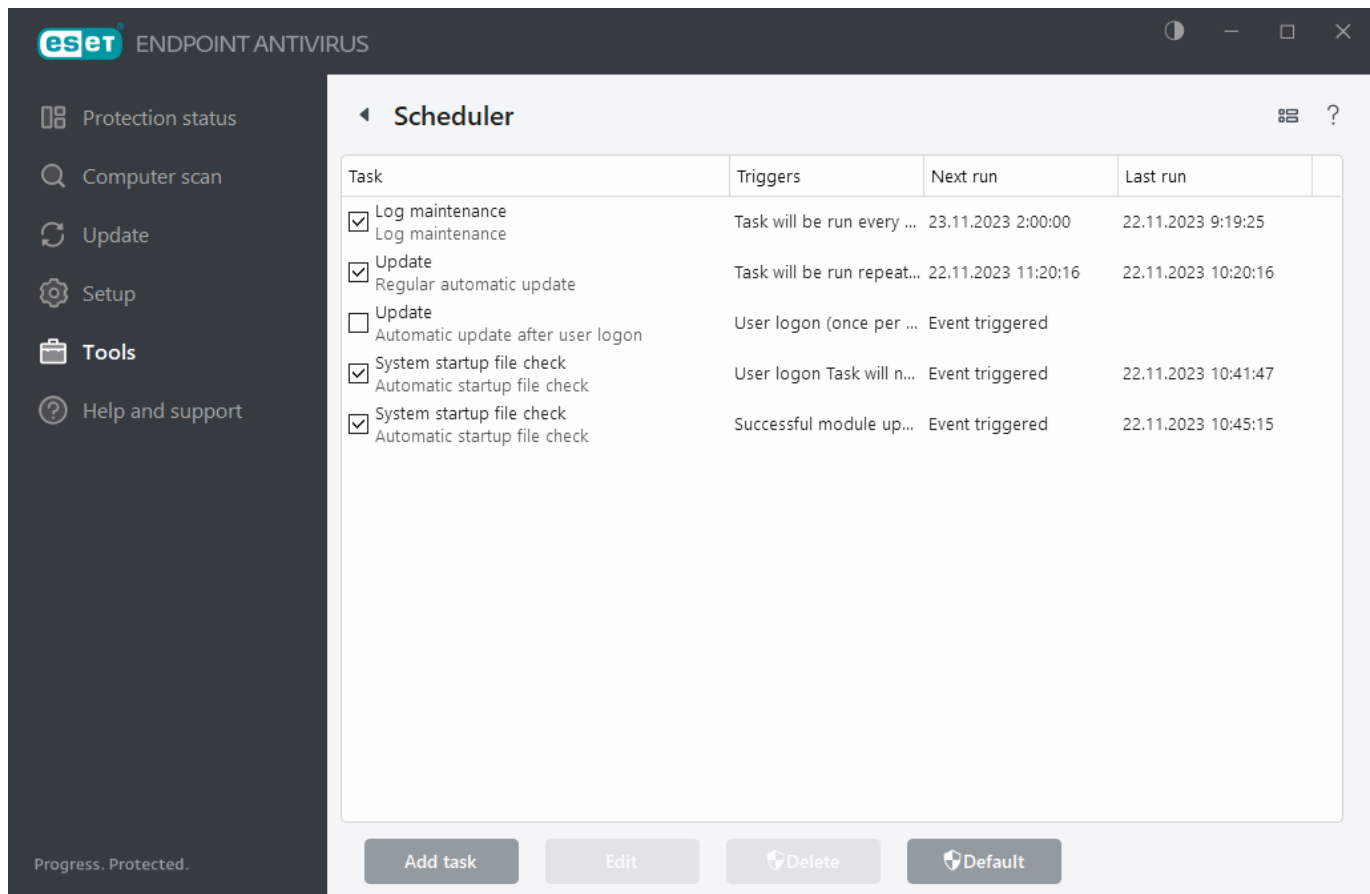 eset ENDPOINT ANTIVIRUS
Protection status
Computer scan
Update
Setup
Tools
Help and support
Progress. Protected.
Scheduler
?
Task Triggers Next run Last run
Log maintenance
Log maintenance
Task will be run every ... 23.11.2023 2:00:00 22.11.2023 9:19:25
Update
Regular automatic update
Task will be run repeat... 22.11.2023 11:20:16 22.11.2023 10:20:16
Update
Automatic update after user logon
User logon (once per ... Event triggered
System startup file check
Automatic startup file check
User logon Task will n... Event triggered 22.11.2023 10:41:47
System startup file check
Automatic startup file check
Successful module up... Event triggered 22.11.2023 10:45:15
Add task Edit Delete Default